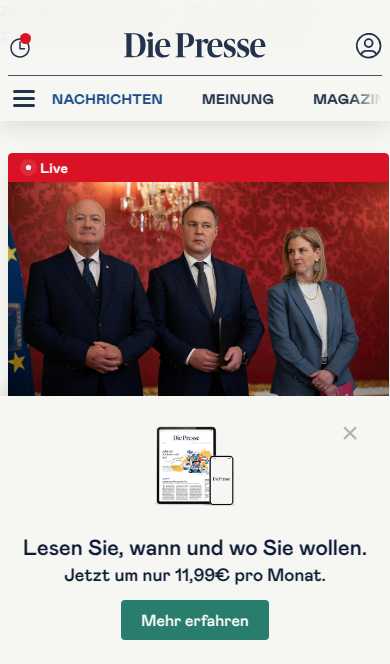 Die Presse
NACHRICHTEN MEINUNG MAGAZIN
Live
Die Presse
Die Presse
Lesen Sie, wann und wo Sie wollen.
Jetzt um nur 11,99€ pro Monat.
Mehr erfahren